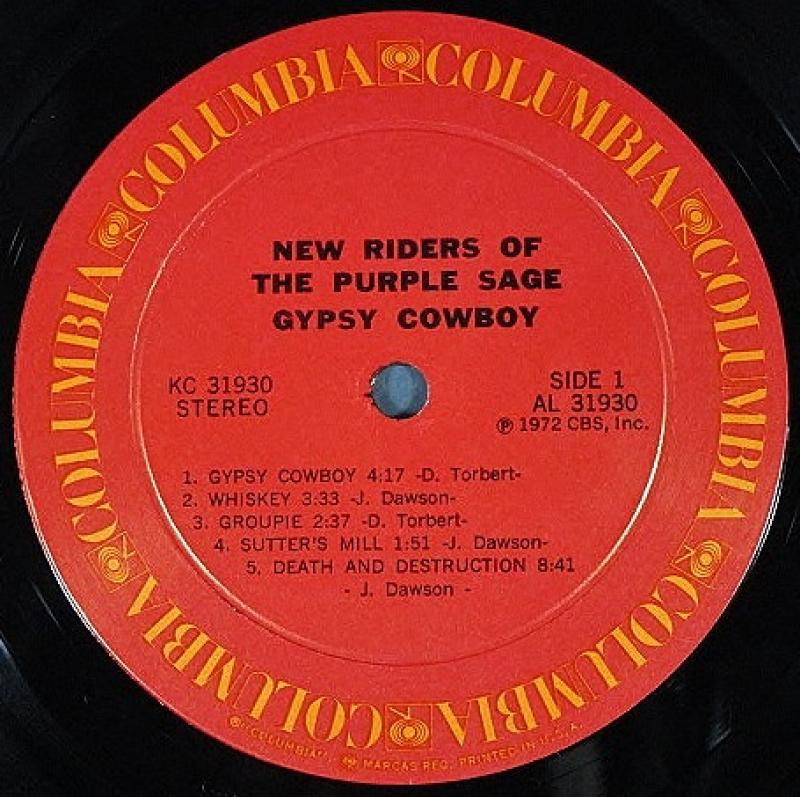 COLUMBIA COLUMBIA COLUMBIA COLUMBIA COLUMBIA COLUMBIA
NEW RIDERS OF
THE PURPLE SAGE
GYPSY COWBOY
KC 31930
STEREO
SIDE 1
AL 31930
℗ 1972 CBS, Inc.
1. GYPSY COWBOY 4:17 -D. Torbert-
2. WHISKEY 3:33 -J. Dawson-
3. GROUPIE 2:37 -D. Torbert-
4. SUTTER'S MILL 1:51 -J. Dawson-
5. DEATH AND DESTRUCTION 8:41
- J. Dawson -
® "COLUMBIA", MARCAS REG. PRINTED IN U.S.A.